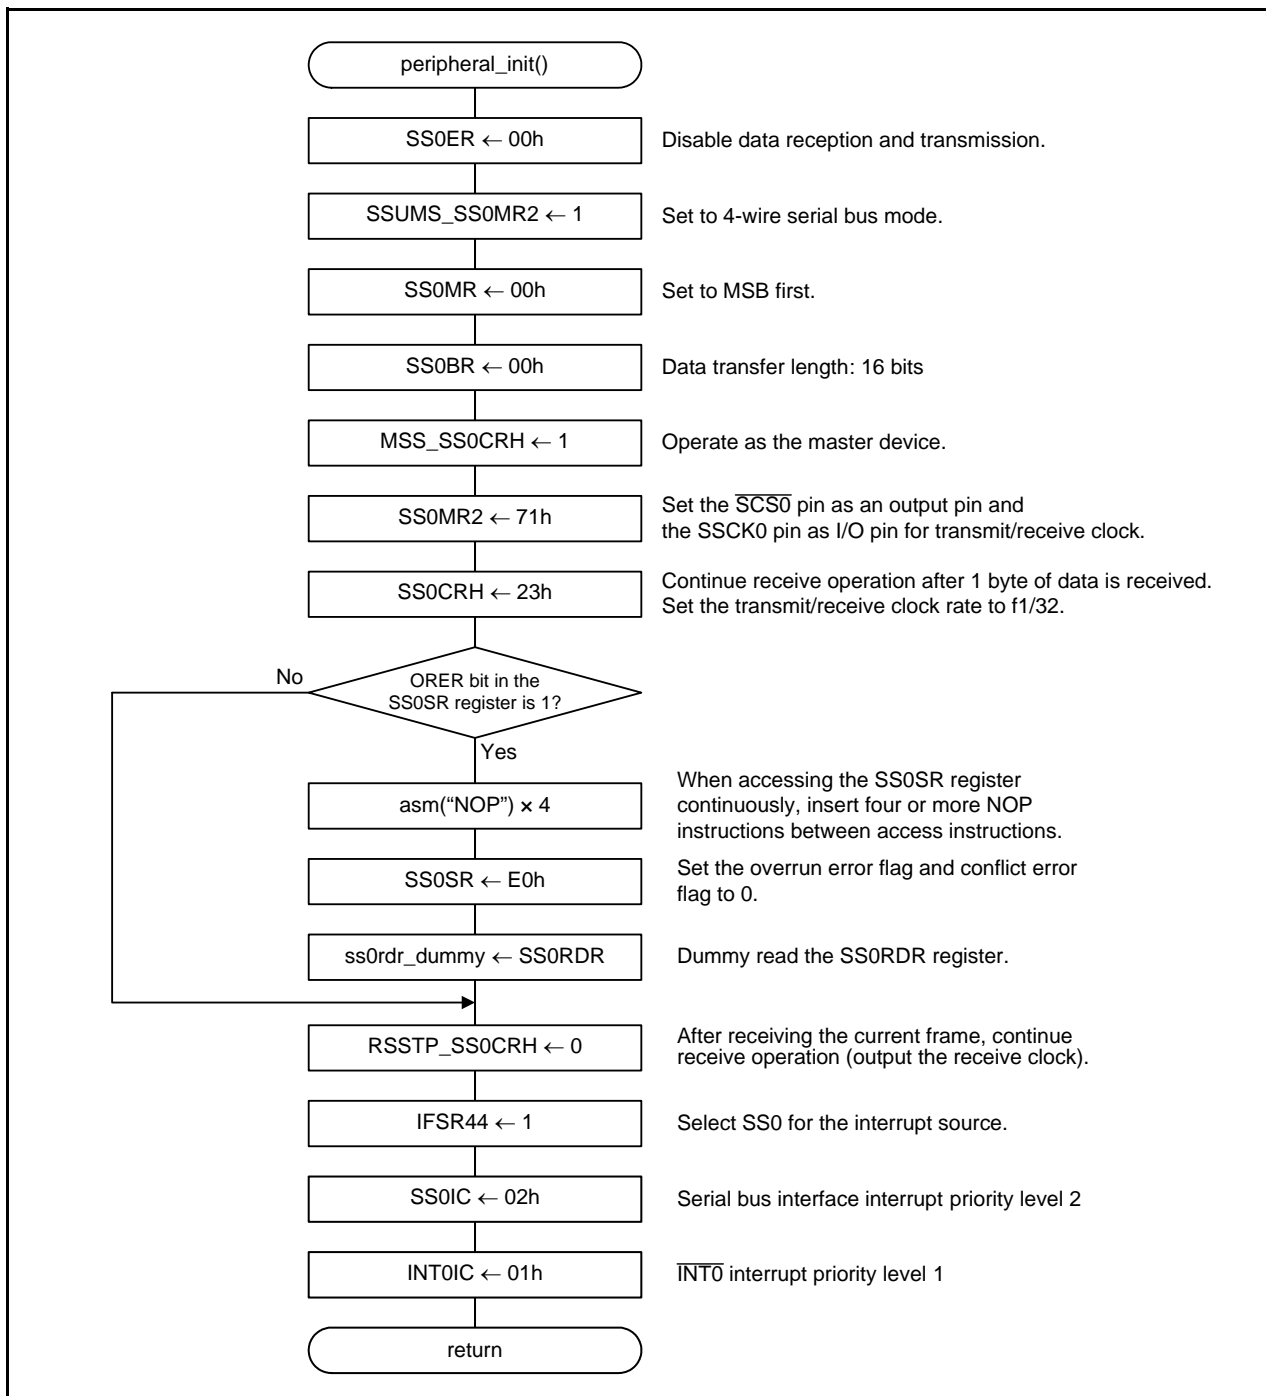 peripheral_init()
SS0ER ← 00h
Disable data reception and transmission.
SSUMS_SS0MR2 ← 1
Set to 4-wire serial bus mode.
SS0MR ← 00h
Set to MSB first.
SS0BR ← 00h
Data transfer length: 16 bits
MSS_SS0CRH ← 1
Operate as the master device.
SS0MR2 ← 71h
Set the S̅C̅S̅0̅ pin as an output pin and
the SSCK0 pin as I/O pin for transmit/receive clock.
SS0CRH ← 23h
Continue receive operation after 1 byte of data is received.
Set the transmit/receive clock rate to f1/32.
No
ORER bit in the
SS0SR register is 1?
Yes
asm(“NOP”) × 4
When accessing the SS0SR register
continuously, insert four or more NOP
instructions between access instructions.
SS0SR ← E0h
Set the overrun error flag and conflict error
flag to 0.
ss0rdr_dummy ← SS0RDR
Dummy read the SS0RDR register.
RSSTP_SS0CRH ← 0
After receiving the current frame, continue
receive operation (output the receive clock).
IFSR44 ← 1
Select SS0 for the interrupt source.
SS0IC ← 02h
Serial bus interface interrupt priority level 2
INT0IC ← 01h
I̅N̅T̅0̅ interrupt priority level 1
return